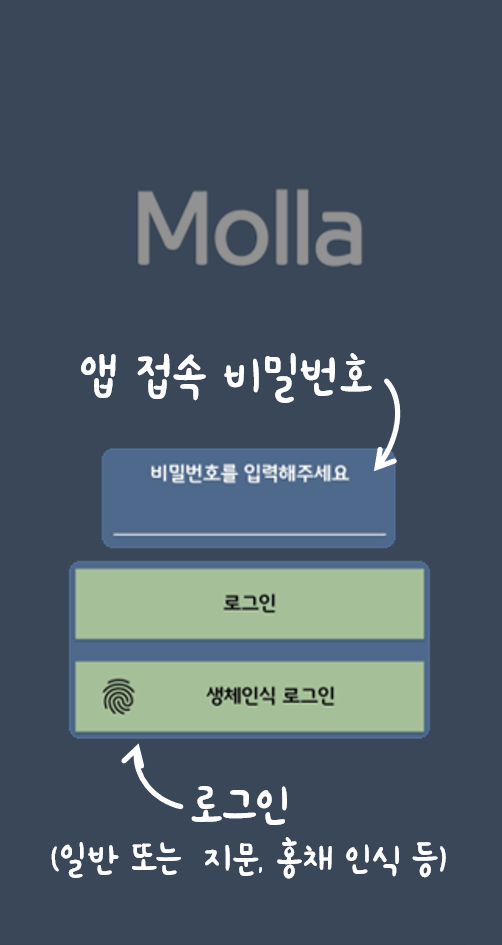 Molla
앱 접속 비밀번호
비밀번호를 입력해주세요
로그인
생체인식 로그인
로그인
(일반 또는 지문, 홍채 인식 등)